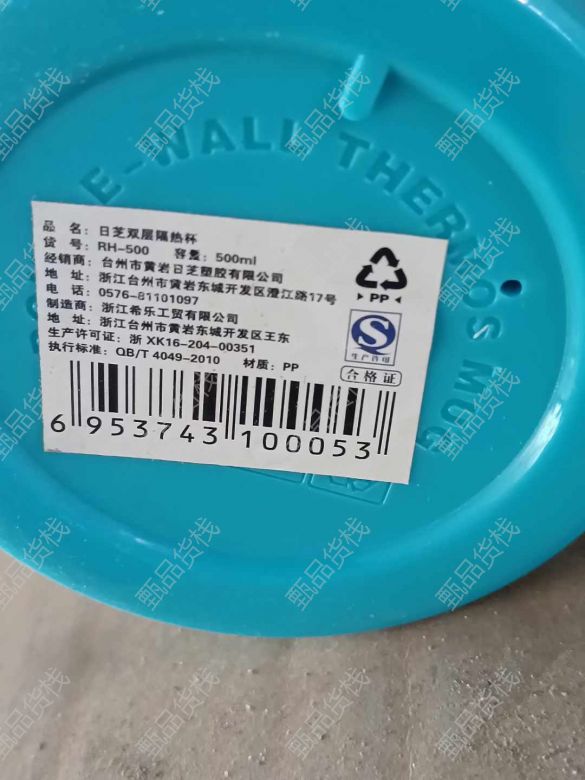 E-WALL THERMOS MUG
品 名：日芝双层隔热杯
货 号：RH-500 容量：500ml
经销商：台州市黄岩日芝塑胶有限公司
地 址：浙江台州市黄岩东城开发区澄江路17号
电 话：0576-81101097
制造商：浙江希乐工贸有限公司
地 址：浙江台州市黄岩东城开发区王东
生产许可证：浙 XK16-204-00351
执行标准：QB/T 4049-2010 材质：PP
PP
生产许可
合格证
6 953743 100053
甄品货栈